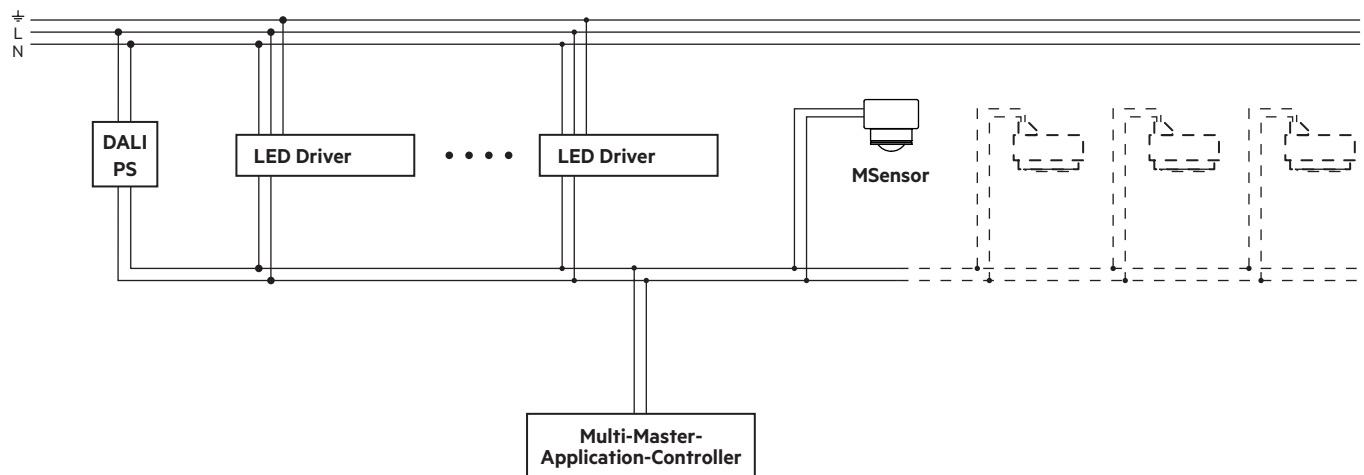 ⏚
L
N
DALI
PS
LED Driver
LED Driver
MSensor
Multi-Master-
Application-Controller